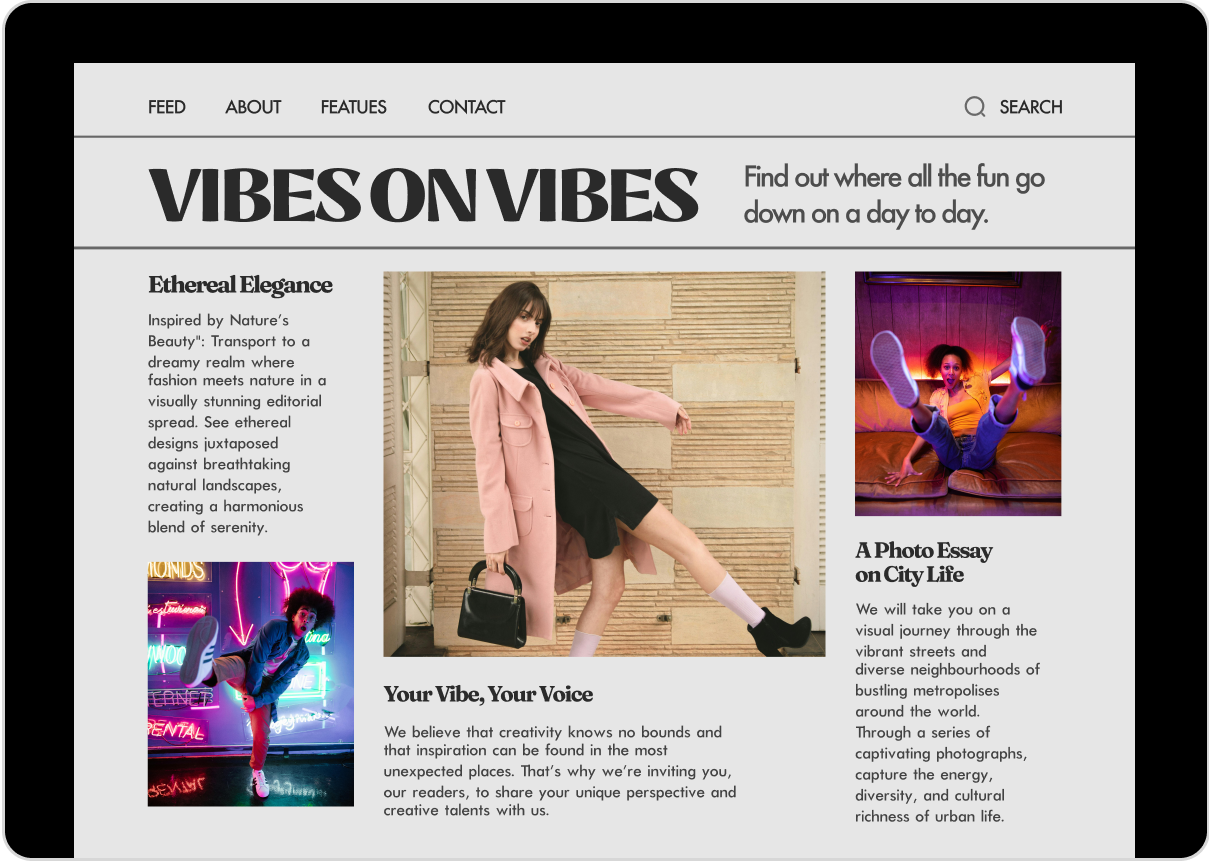 FEED
ABOUT
FEATUES
CONTACT
SEARCH
VIBES ON VIBES
Find out where all the fun go
down on a day to day.
Ethereal Elegance
Inspired by Nature's
Beauty": Transport to a
dreamy realm where
fashion meets nature in a
visually stunning editorial
spread. See ethereal
designs juxtaposed
against breathtaking
natural landscapes,
creating a harmonious
blend of serenity.
Your Vibe, Your Voice
We believe that creativity knows no bounds and
that inspiration can be found in the most
unexpected places. That's why we're inviting you,
our readers, to share your unique perspective and
creative talents with us.
A Photo Essay
on City Life
We will take you on a
visual journey through the
vibrant streets and
diverse neighbourhoods of
bustling metropolises
around the world.
Through a series of
captivating photographs,
capture the energy,
diversity, and cultural
richness of urban life.